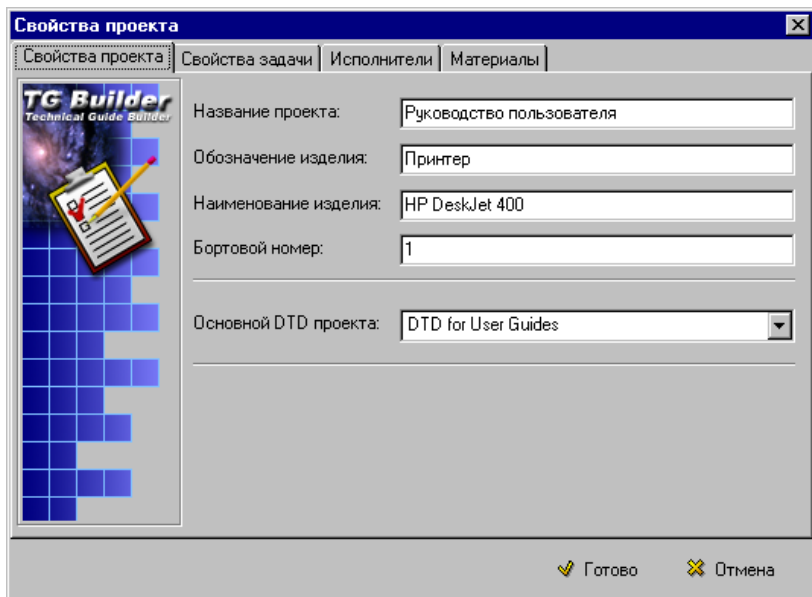 Свойства проекта
Свойства проекта Свойства задачи Исполнители Материалы
TG Builder
Technical Guide Builder
Название проекта: Руководство пользователя
Обозначение изделия: Принтер
Наименование изделия: HP DeskJet 400
Бортовой номер: 1
Основной DTD проекта: DTD for User Guides
Готово Отмена